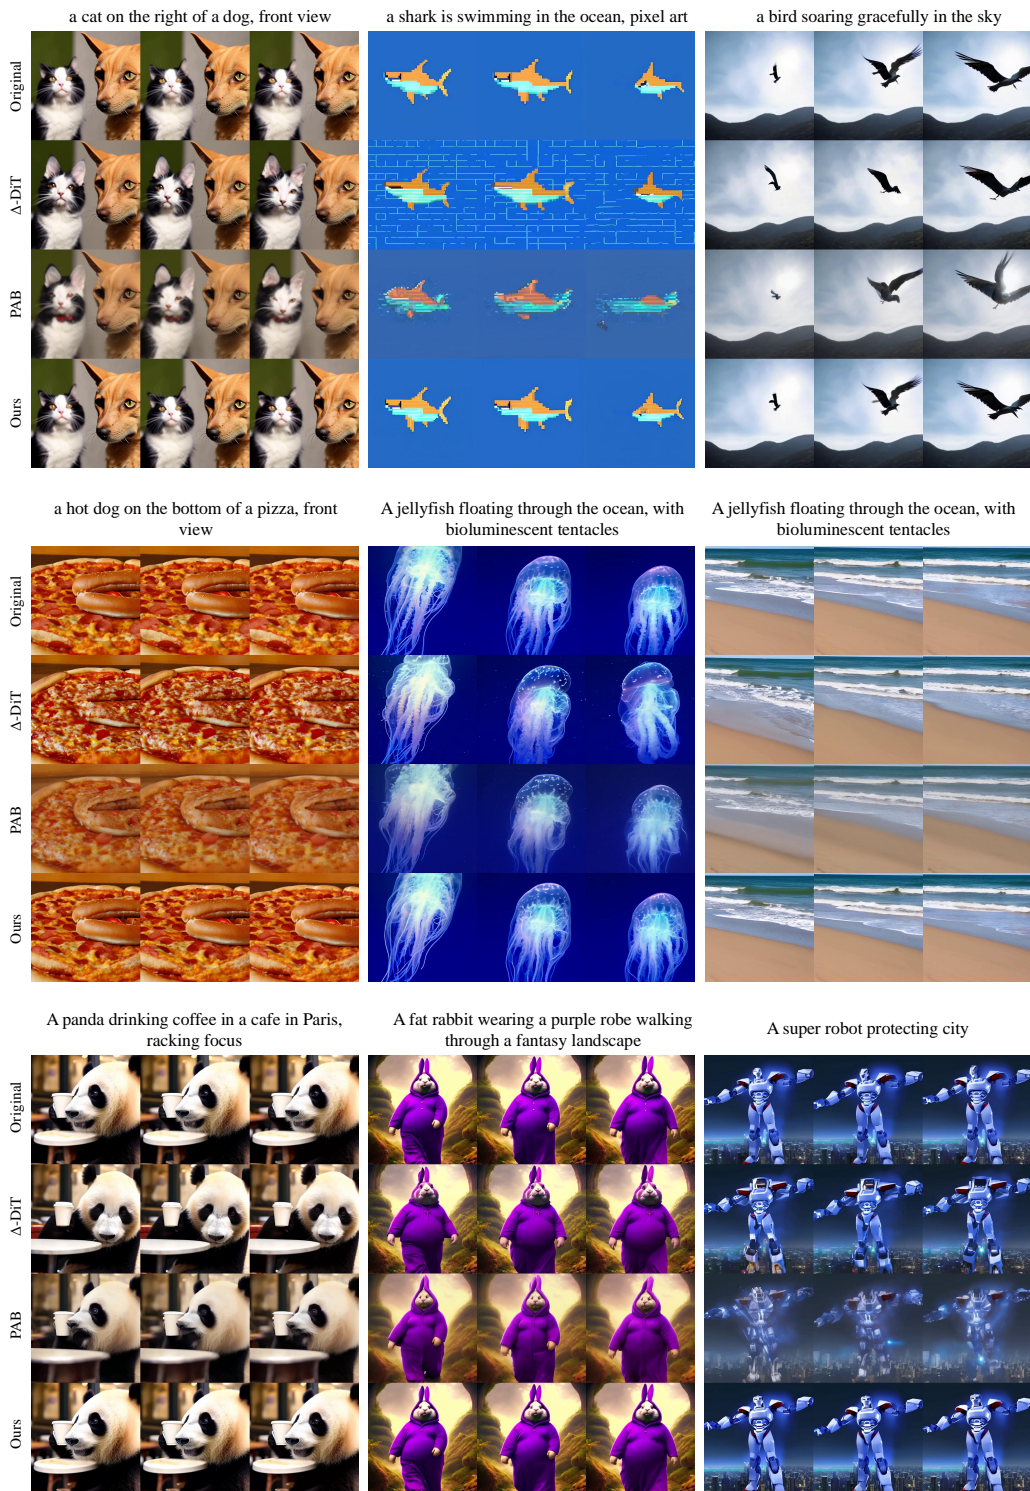 a cat on the right of a dog, front view
a shark is swimming in the ocean, pixel art
a bird soaring gracefully in the sky
Original
Δ-DiT
PAB
Ours
a hot dog on the bottom of a pizza, front
view
A jellyfish floating through the ocean, with
bioluminescent tentacles
A jellyfish floating through the ocean, with
bioluminescent tentacles
Original
Δ-DiT
PAB
Ours
A panda drinking coffee in a cafe in Paris,
racking focus
A fat rabbit wearing a purple robe walking
through a fantasy landscape
A super robot protecting city
Original
Δ-DiT
PAB
Ours